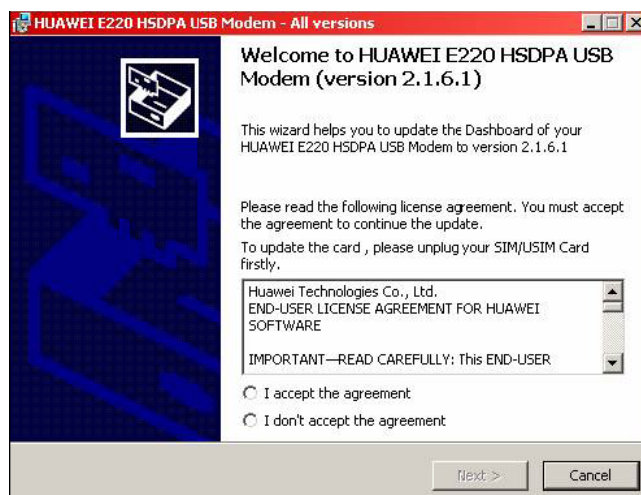 HUAWEI E220 HSDPA USB Modem - All versions
Welcome to HUAWEI E220 HSDPA USB
Modem (version 2.1.6.1)
This wizard helps you to update the Dashboard of your
HUAWEI E220 HSDPA USB Modem to version 2.1.6.1
Please read the following license agreement. You must accept
the agreement to continue the update.
To update the card , please unplug your SIM/USIM Card
firstly.
Huawei Technologies Co., Ltd.
END-USER LICENSE AGREEMENT FOR HUAWEI
SOFTWARE
IMPORTANT—READ CAREFULLY: This END-USER
I accept the agreement
I don't accept the agreement
Next >
Cancel